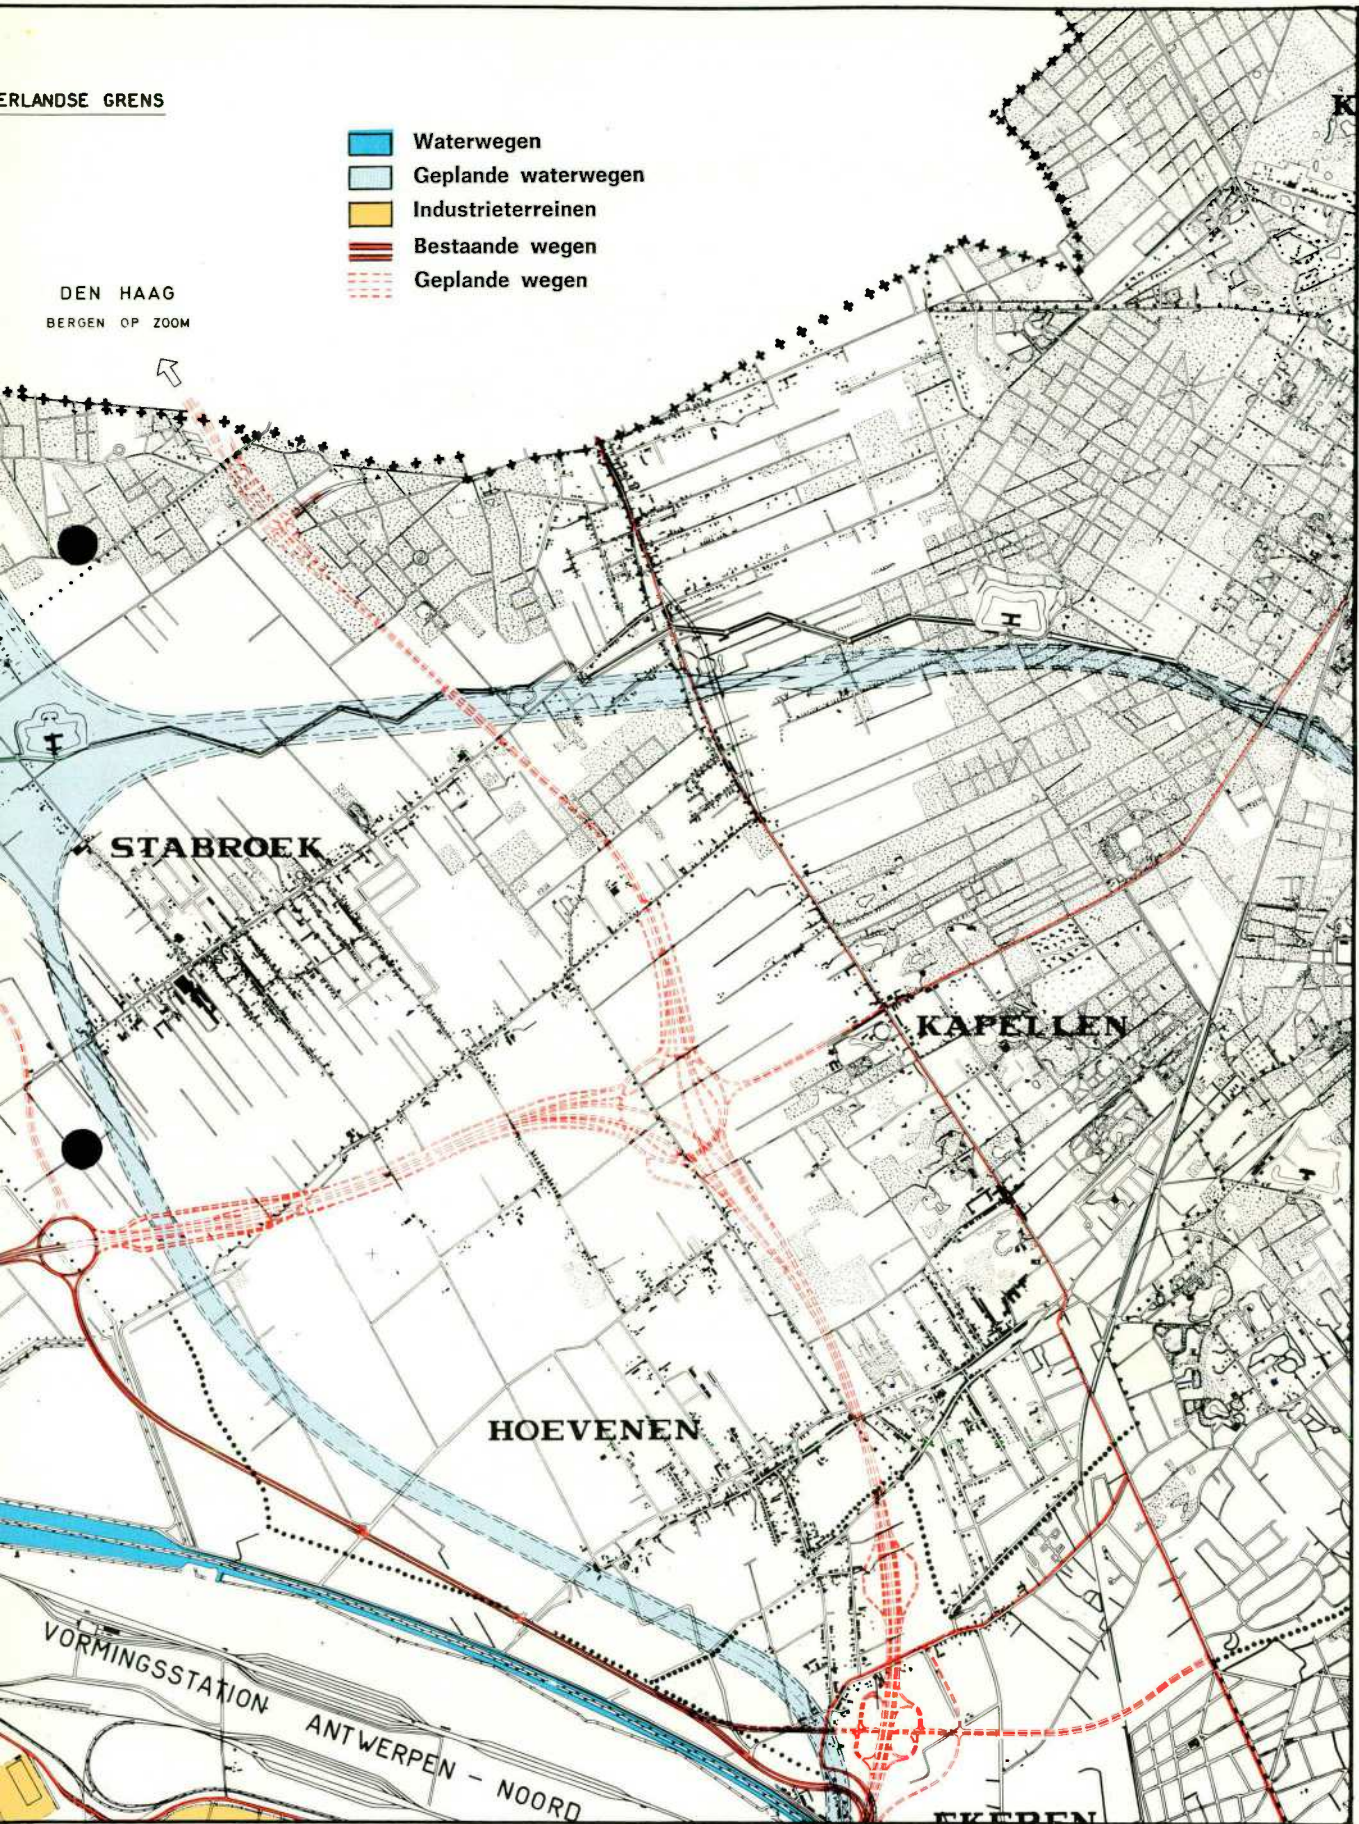 ERLANDSE GRENS
Waterwegen
Geplande waterwegen
Industrieterreinen
Bestaande wegen
Geplande wegen
K
DEN HAAG
BERGEN OP ZOOM
STABROEK
KAPELLEN
HOEVENEN
VORMINGSSTATION ANTWERPEN - NOORD
EKEREN